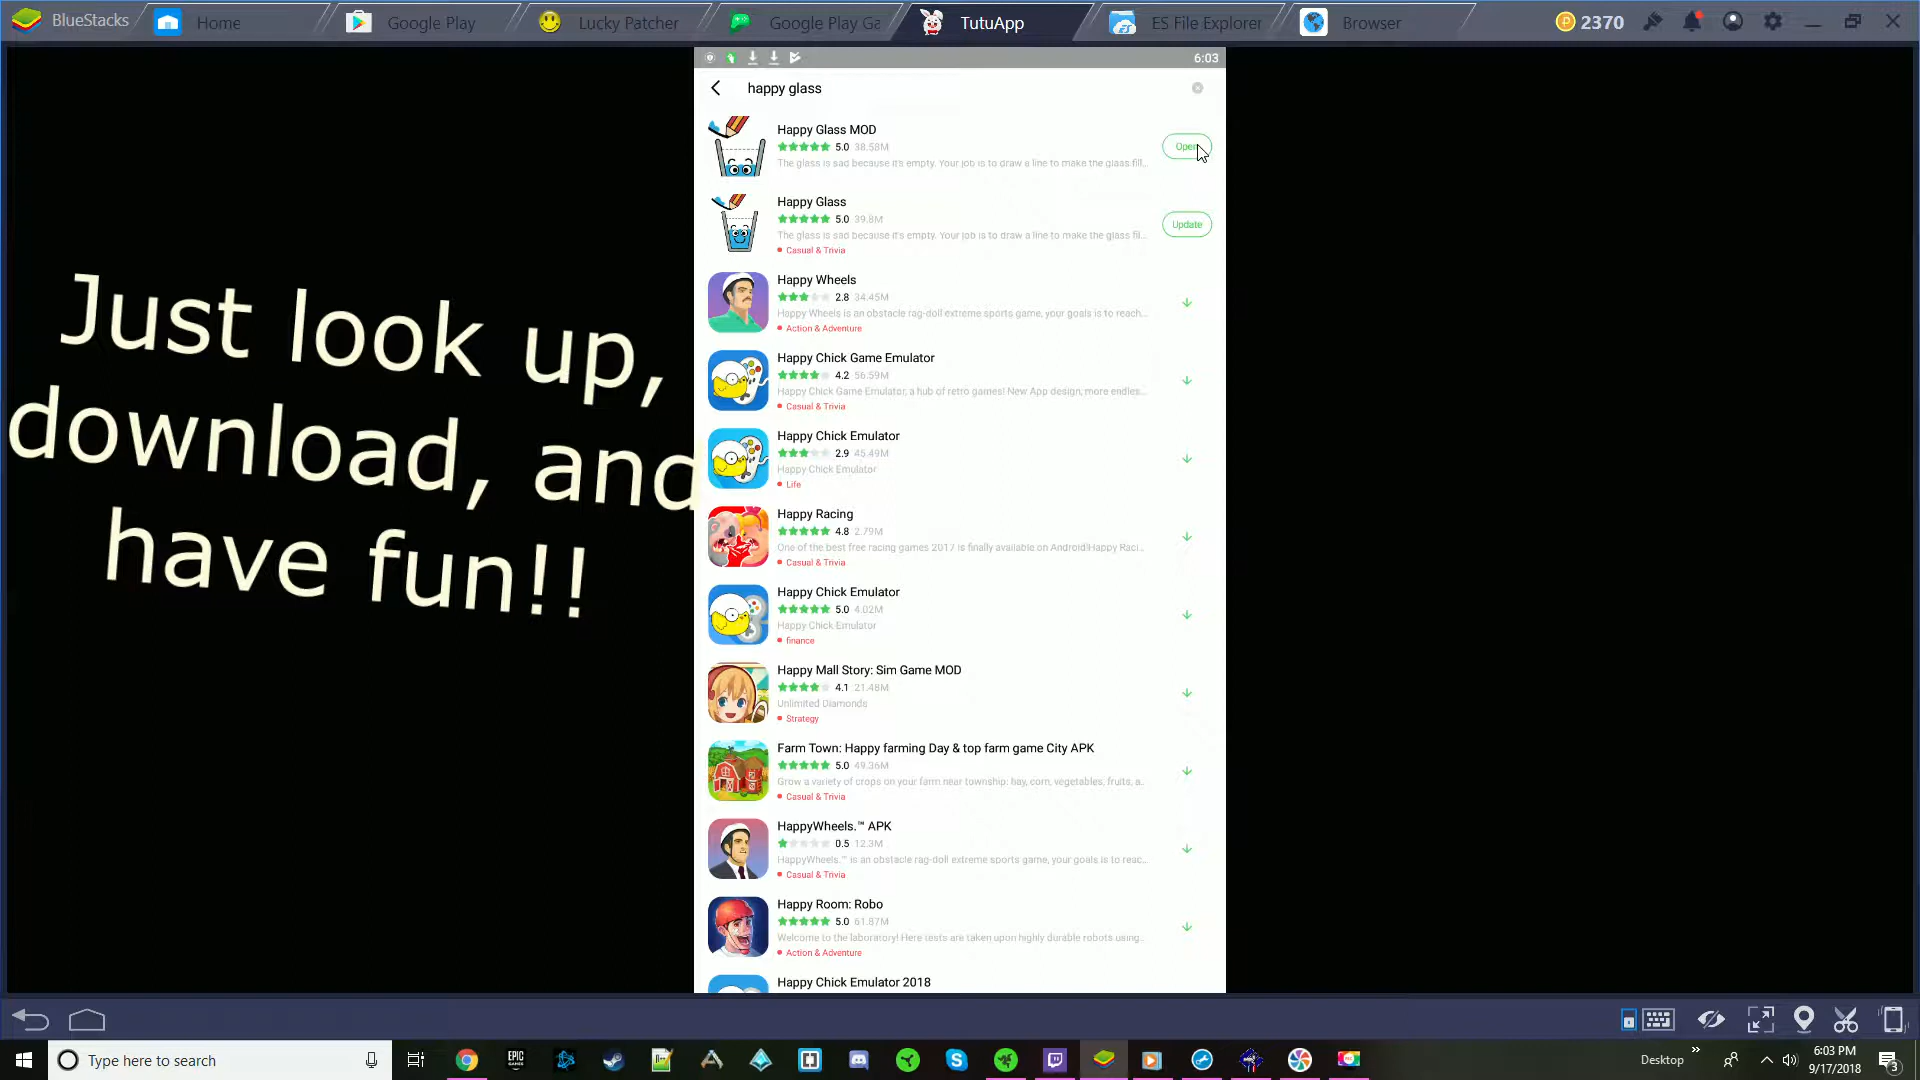 BlueStacks
Home
Google Play
Lucky Patcher
Google Play Ga
TutuApp
ES File Explorer
Browser
2370
6:03
happy glass
Happy Glass MOD
5.0 38.58M
The glass is sad because it's empty. Your job is to draw a line to make the glass fill...
Open
Happy Glass
5.0 39.8M
The glass is sad because it's empty. Your job is to draw a line to make the glass fil...
Casual & Trivia
Update
Happy Wheels
2.8 34.45M
Happy Wheels is an obstacle rag-doll extreme sports game, your goals is to reach...
Action & Adventure
Happy Chick Game Emulator
4.2 56.59M
Happy Chick Game Emulator, a hub of retro games! New App design, more endles...
Casual & Trivia
Happy Chick Emulator
2.9 45.49M
Happy Chick Emulator
Life
Happy Racing
4.8 2.79M
One of the best free racing games 2017 is finally available on Android!Happy Raci...
Casual & Trivia
Happy Chick Emulator
5.0 4.02M
Happy Chick Emulator
finance
Happy Mall Story: Sim Game MOD
4.1 21.48M
Unlimited Diamonds
Strategy
Farm Town: Happy farming Day & top farm game City APK
5.0 49.36M
Grow a variety of crops on your farm near township: hay, corn, vegetables, fruits, a...
Casual & Trivia
HappyWheels.™ APK
0.5 12.3M
HappyWheels.™ is an obstacle rag-doll extreme sports game, your goals is to reac...
Casual & Trivia
Happy Room: Robo
5.0 61.87M
Welcome to the laboratory! Here tests are taken upon highly durable robots using...
Action & Adventure
Happy Chick Emulator 2018
Just look up,
download, and
have fun!!
Type here to search
EPIC
GAMES
Desktop
6:03 PM
9/17/2018
3